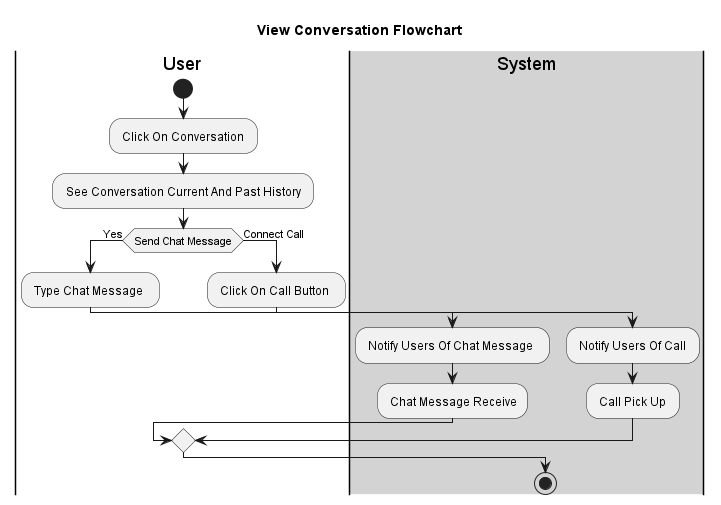 View Conversation Flowchart
User
System
Click On Conversation
See Conversation Current And Past History
Yes
Send Chat Message
Connect Call
Type Chat Message
Click On Call Button
Notify Users Of Chat Message
Notify Users Of Call
Chat Message Receive
Call Pick Up